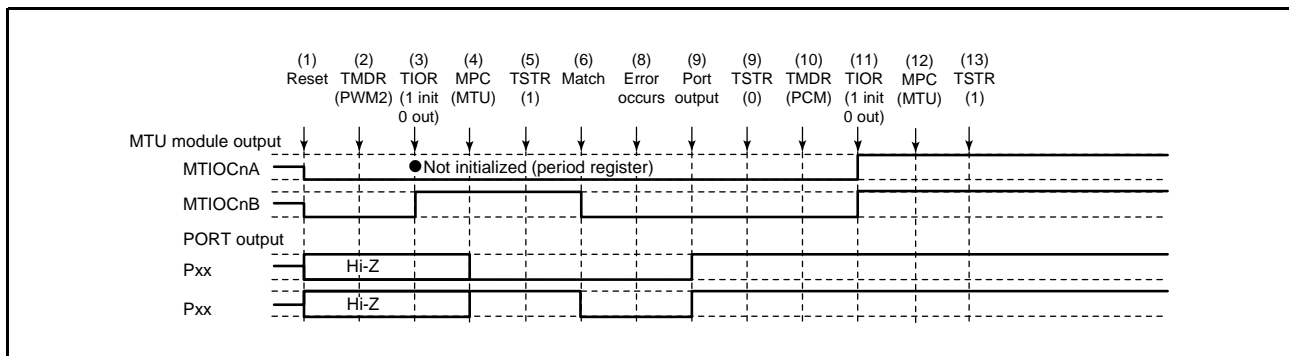 (1) (2) (3) (4) (5) (6) (8) (9) (9) (10) (11) (12) (13)
Reset TMDR TIOR MPC TSTR Match Error Port TSTR TMDR TIOR MPC TSTR
(PWM2) (1 init (MTU) (1) occurs output (0) (PCM) (1 init (MTU) (1)
0 out) 0 out)
MTU module output
MTIOCnA Not initialized (period register)
MTIOCnB
PORT output
Pxx Hi-Z
Pxx Hi-Z